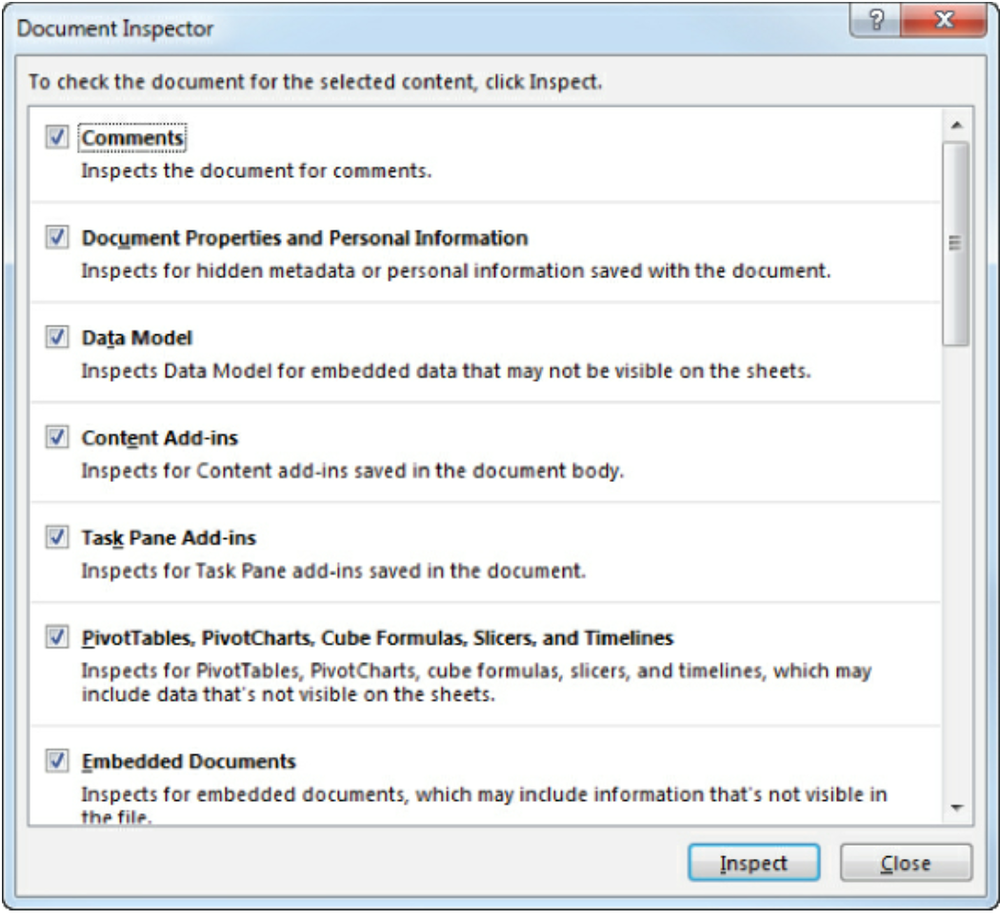 Document Inspector
To check the document for the selected content, click Inspect.
Comments
Inspects the document for comments.
Document Properties and Personal Information
Inspects for hidden metadata or personal information saved with the document.
Data Model
Inspects Data Model for embedded data that may not be visible on the sheets.
Content Add-ins
Inspects for Content add-ins saved in the document body.
Task Pane Add-ins
Inspects for Task Pane add-ins saved in the document.
PivotTables, PivotCharts, Cube Formulas, Slicers, and Timelines
Inspects for PivotTables, PivotCharts, cube formulas, slicers, and timelines, which may
include data that's not visible on the sheets.
Embedded Documents
Inspects for embedded documents, which may include information that's not visible in
the file.
Inspect
Close